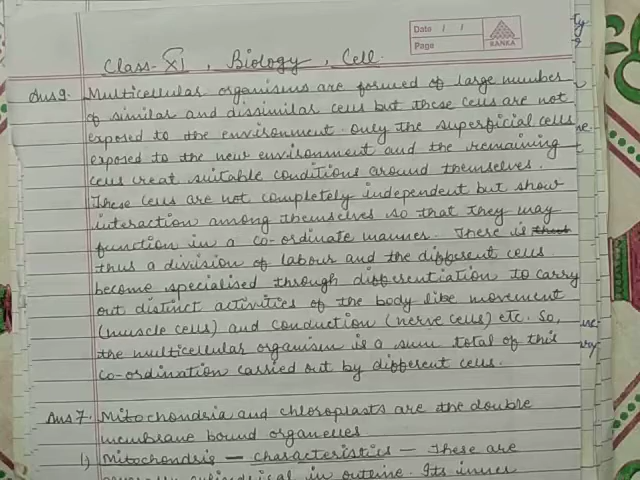 Date / /
Page
RANKA
Class-XI, Biology, Cell.
Ans 9. Multicellular organisms are formed of large number
of similar and dissimilar cells but these cells are not
exposed to the environment. Only the superficial cells
exposed to the new environment and the remaining
cells creat suitable conditions around themselves.
These cells are not completely independent but show
interaction among themselves so that they may
function in a co-ordinate manner. There is
thus a division of labour and the different cells
become specialised through differentiation to carry
out distinct activities of the body like movement
(muscle cells) and conduction (nerve cells) etc. So,
the multicellular organism is a sum total of this
co-ordination carried out by different cells.
Ans 7. Mitochondria and chloroplasts are the double
membrane bound organelles
1) Mitochondria — characteristics — These are
cylindrical in outline. Its inner